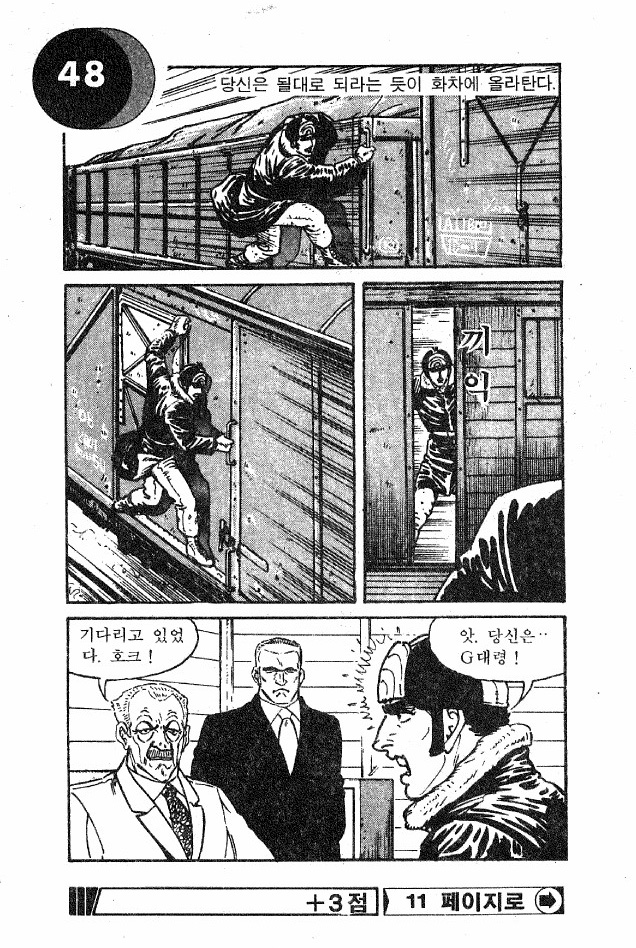 48
당신은 될대로 되라는 듯이 화차에 올라탄다.
끼
익
기다리고 있었
다. 호크!
앗, 당신은··
G대령!
+3점
11 페이지로